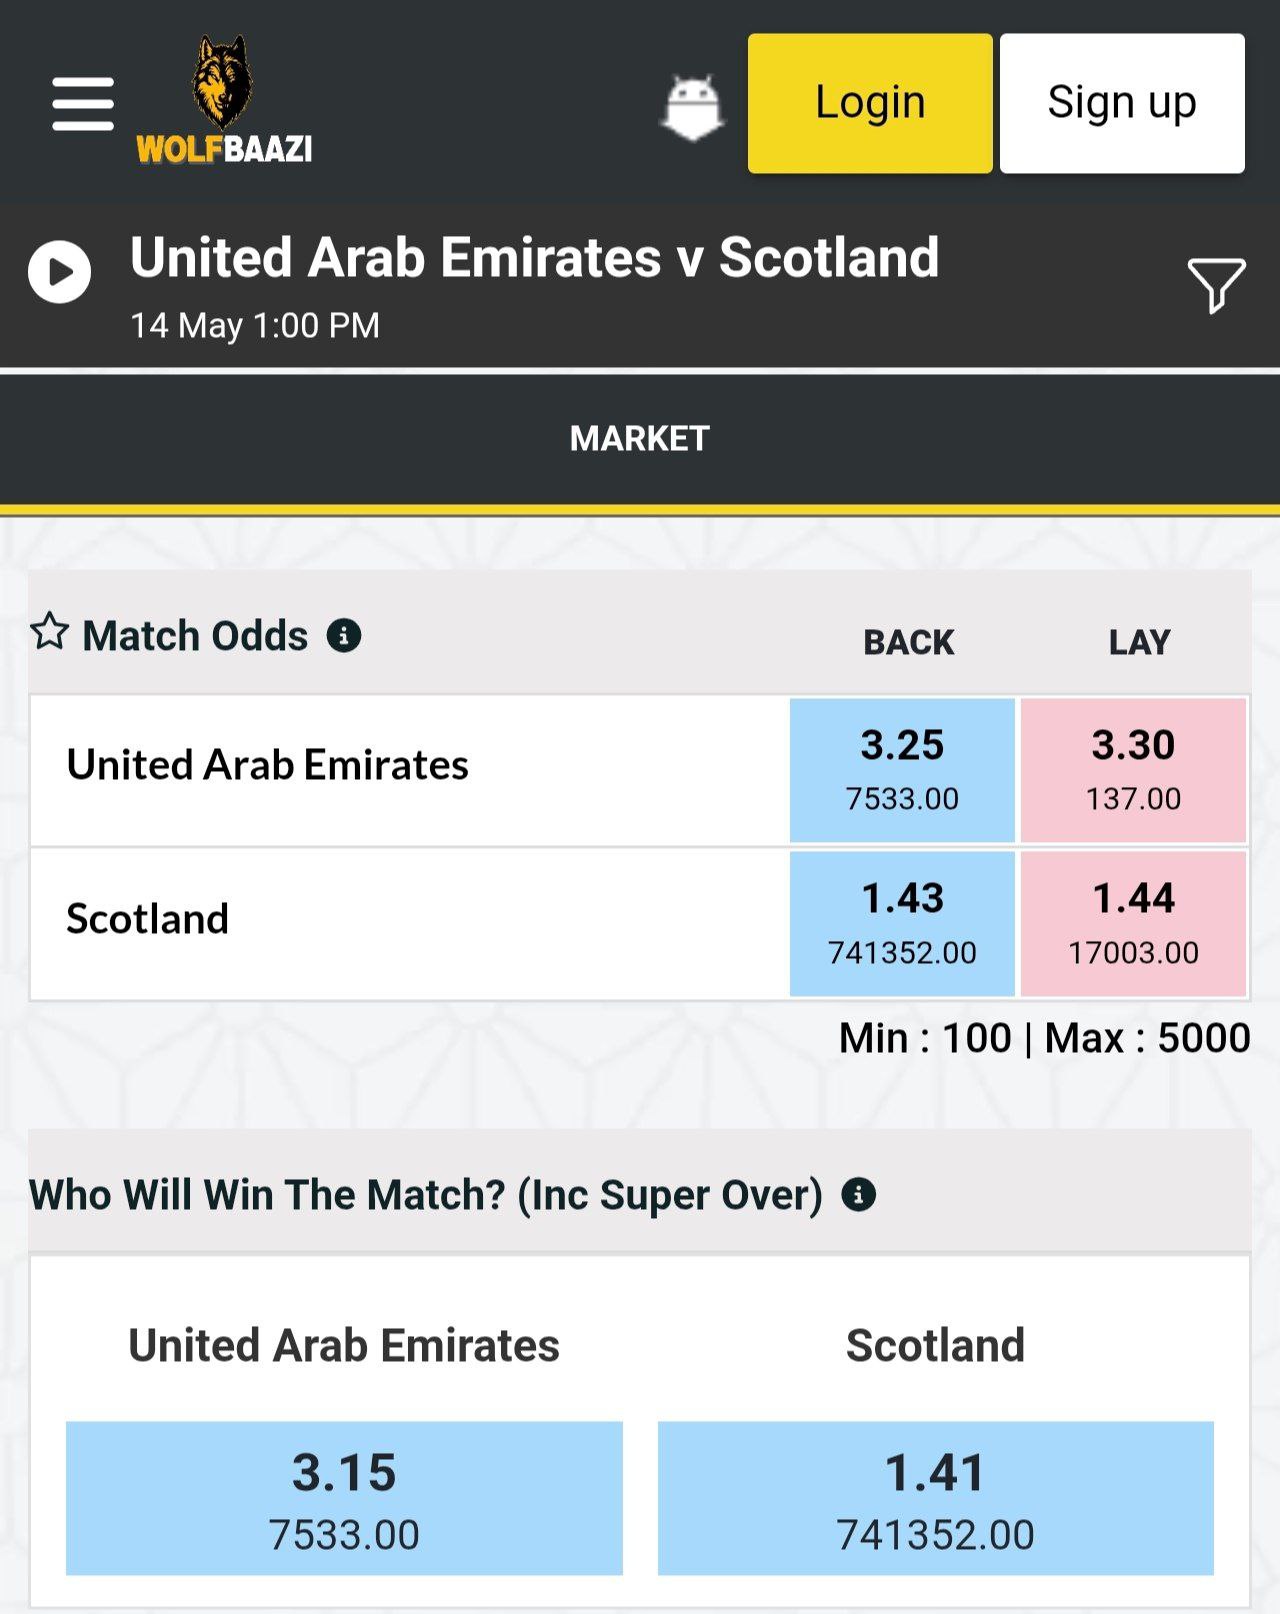 WOLFBAAZI
Login
Sign up
United Arab Emirates v Scotland
14 May 1:00 PM
MARKET
Match Odds
BACK
LAY
United Arab Emirates
3.25
3.30
7533.00
137.00
Scotland
1.43
1.44
741352.00
17003.00
Min : 100 | Max : 5000
Who Will Win The Match? (Inc Super Over)
United Arab Emirates
Scotland
3.15
1.41
7533.00
741352.00